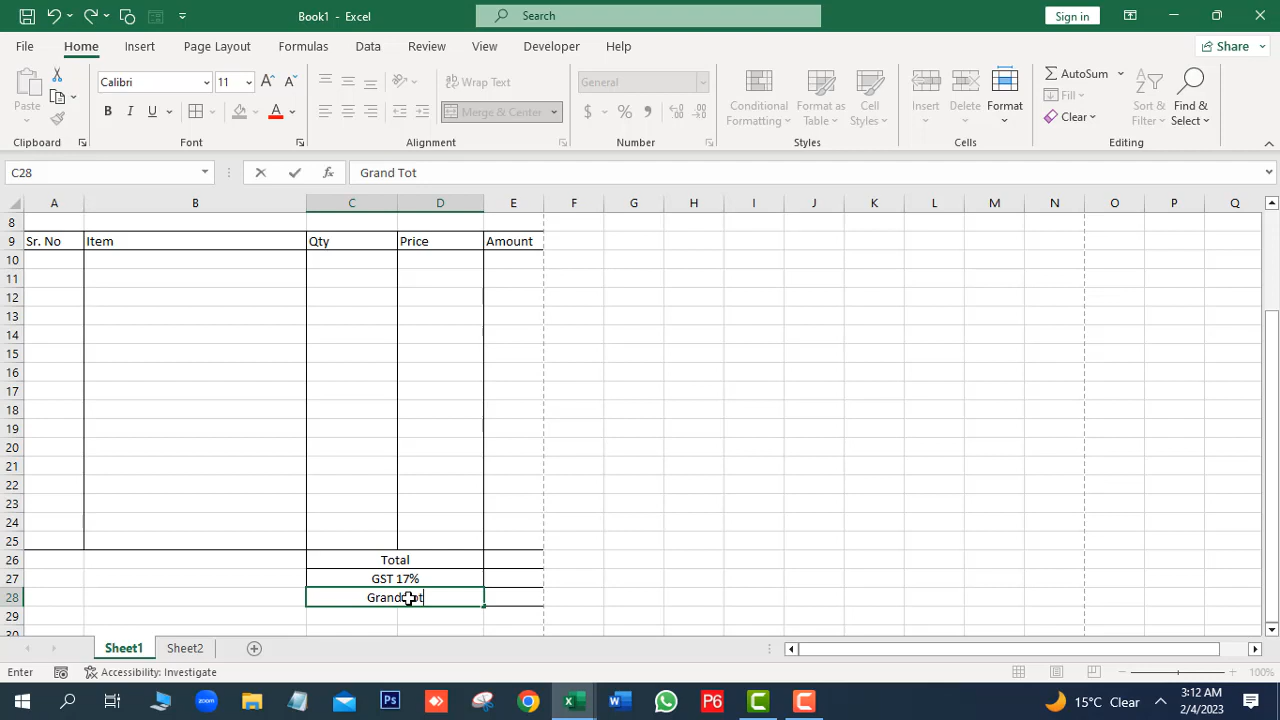 Book1 - Excel
Search
Sign in
File Home Insert Page Layout Formulas Data Review View Developer Help
Share
Paste
Calibri 11
Wrap Text
General
Merge & Center
Conditional Formatting
Format as Table
Cell Styles
Insert Delete Format
AutoSum
Fill
Clear
Sort & Filter
Find & Select
Clipboard Font Alignment Number Styles Cells Editing
C28
Grand Tot
A B C D E F G H I J K L M N O P Q
8
9 Sr. No Item Qty Price Amount
10
11
12
13
14
15
16
17
18
19
20
21
22
23
24
25
26 Total
27 GST 17%
28 Grand Tot
29
30
Sheet1 Sheet2
Enter
Accessibility: Investigate
100%
15°C Clear
3:12 AM
2/4/2023
zoom
Ps
P6